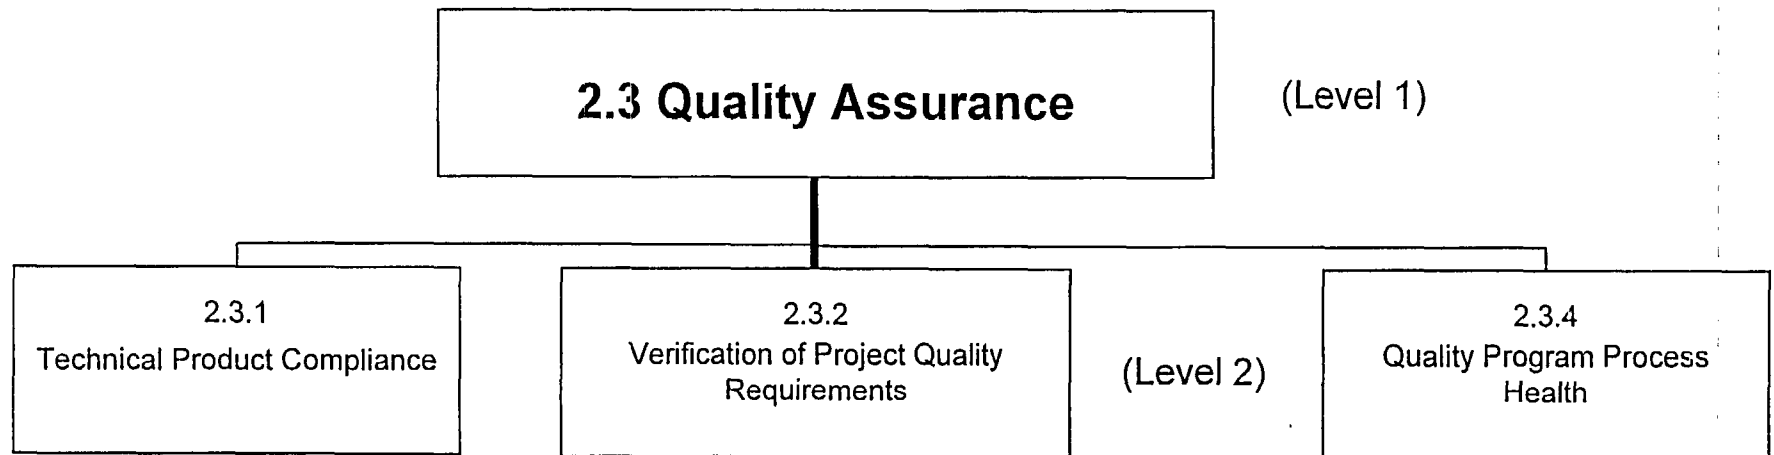 2.3 Quality Assurance
(Level 1)
2.3.1
Technical Product Compliance
2.3.2
Verification of Project Quality
Requirements
(Level 2)
2.3.4
Quality Program Process
Health